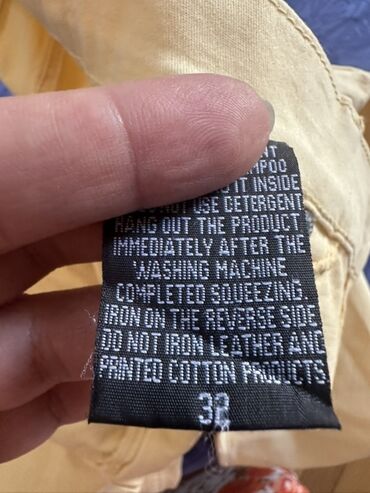 IT INSIDE
USE DETERGENT
HANG OUT THE PRODUCT
IMMEDIATELY AFTER THE
WASHING MACHINE
COMPLETED SQUEEZING.
IRON ON THE REVERSE SIDE
DO NOT IRON LEATHER AND
PRINTED COTTON PRODUCTS
32